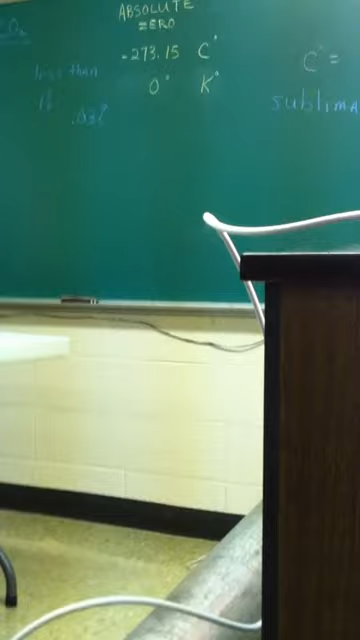 ABSOLUTE
ZERO
-273.15 C°
0° K°
less than
C° =
sublima